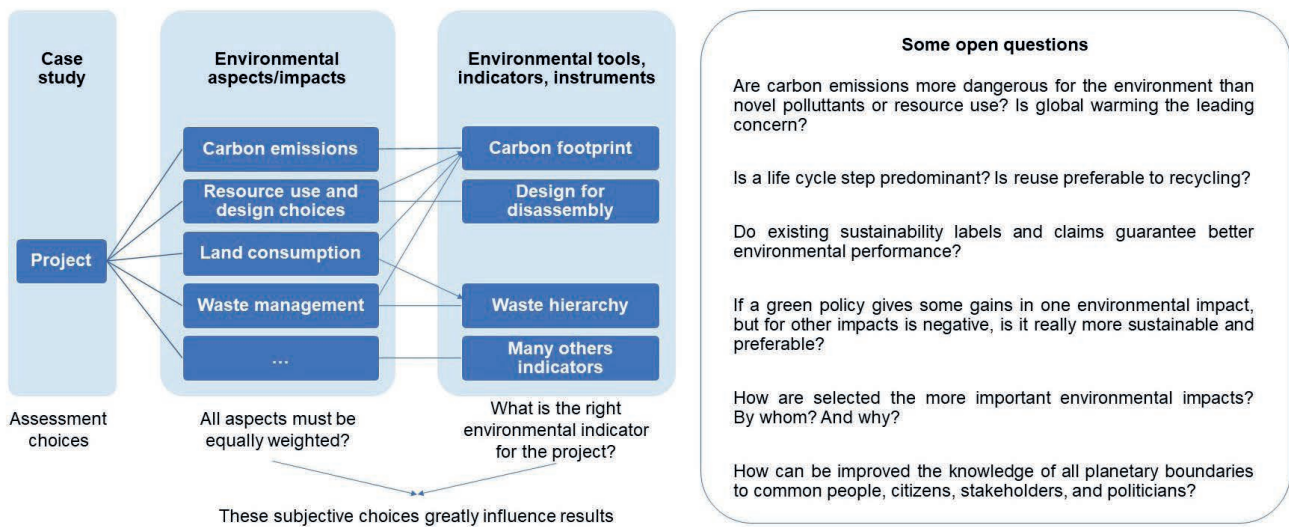 Case
study
Environmental
aspects/impacts
Environmental tools,
indicators, instruments
Project
Carbon emissions
Resource use and
design choices
Land consumption
Waste management
...
Carbon footprint
Design for
disassembly
Waste hierarchy
Many others
indicators
Assessment
choices
All aspects must be
equally weighted?
What is the right
environmental indicator
for the project?
These subjective choices greatly influence results
Some open questions
Are carbon emissions more dangerous for the environment than
novel polluttants or resource use? Is global warming the leading
concern?
Is a life cycle step predominant? Is reuse preferable to recycling?
Do existing sustainability labels and claims guarantee better
environmental performance?
If a green policy gives some gains in one environmental impact,
but for other impacts is negative, is it really more sustainable and
preferable?
How are selected the more important environmental impacts?
By whom? And why?
How can be improved the knowledge of all planetary boundaries
to common people, citizens, stakeholders, and politicians?